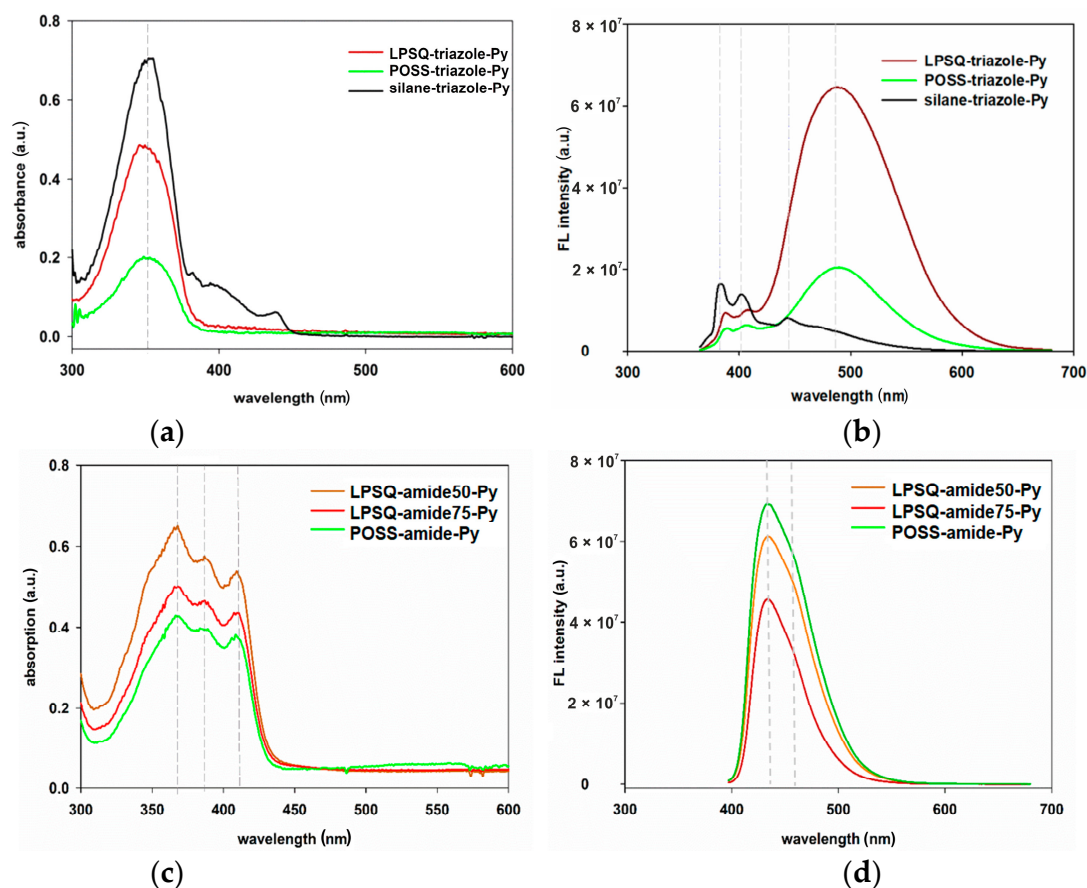 0.8
0.6
0.4
0.2
0.0
absorbance (a.u.)
LPSQ-triazole-Py
POSS-triazole-Py
silane-triazole-Py
300 400 500 600
wavelength (nm)
(a)
8 × 10⁷
6 × 10⁷
4 × 10⁷
2 × 10⁷
0
FL intensity (a.u.)
LPSQ-triazole-Py
POSS-triazole-Py
silane-triazole-Py
300 400 500 600 700
wavelength (nm)
(b)
0.8
0.6
0.4
0.2
0.0
absorption (a.u.)
LPSQ-amide50-Py
LPSQ-amide75-Py
POSS-amide-Py
300 350 400 450 500 550 600
wavelength (nm)
(c)
8 × 10⁷
6 × 10⁷
4 × 10⁷
2 × 10⁷
0
FL intensity (a.u.)
LPSQ-amide50-Py
LPSQ-amide75-Py
POSS-amide-Py
300 400 500 600 700
wavelength (nm)
(d)